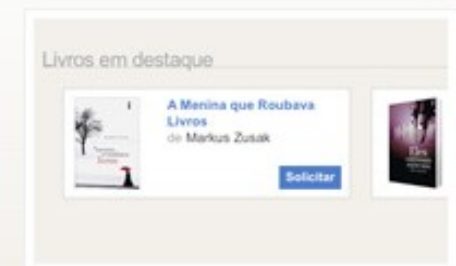 Livros em destaque
A Menina que Roubava
Livros
de Markus Zusak
Solicitar